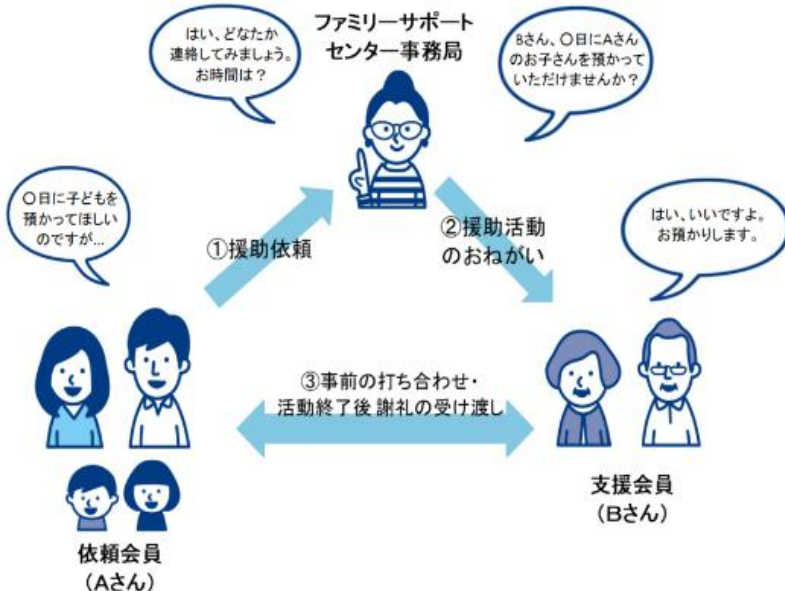 ファミリーサポート
センター事務局
はい、どなたか
連絡してみましょう。
お時間は？
Bさん、〇日にAさん
のお子さんを預かって
いただけませんか？
〇日に子どもを
預かってほしい
のですが…
①援助依頼
②援助活動
のおねがい
はい、いいですよ。
お預かりします。
③事前の打ち合わせ・
活動終了後 謝礼の受け渡し
依頼会員
（Aさん）
支援会員
（Bさん）